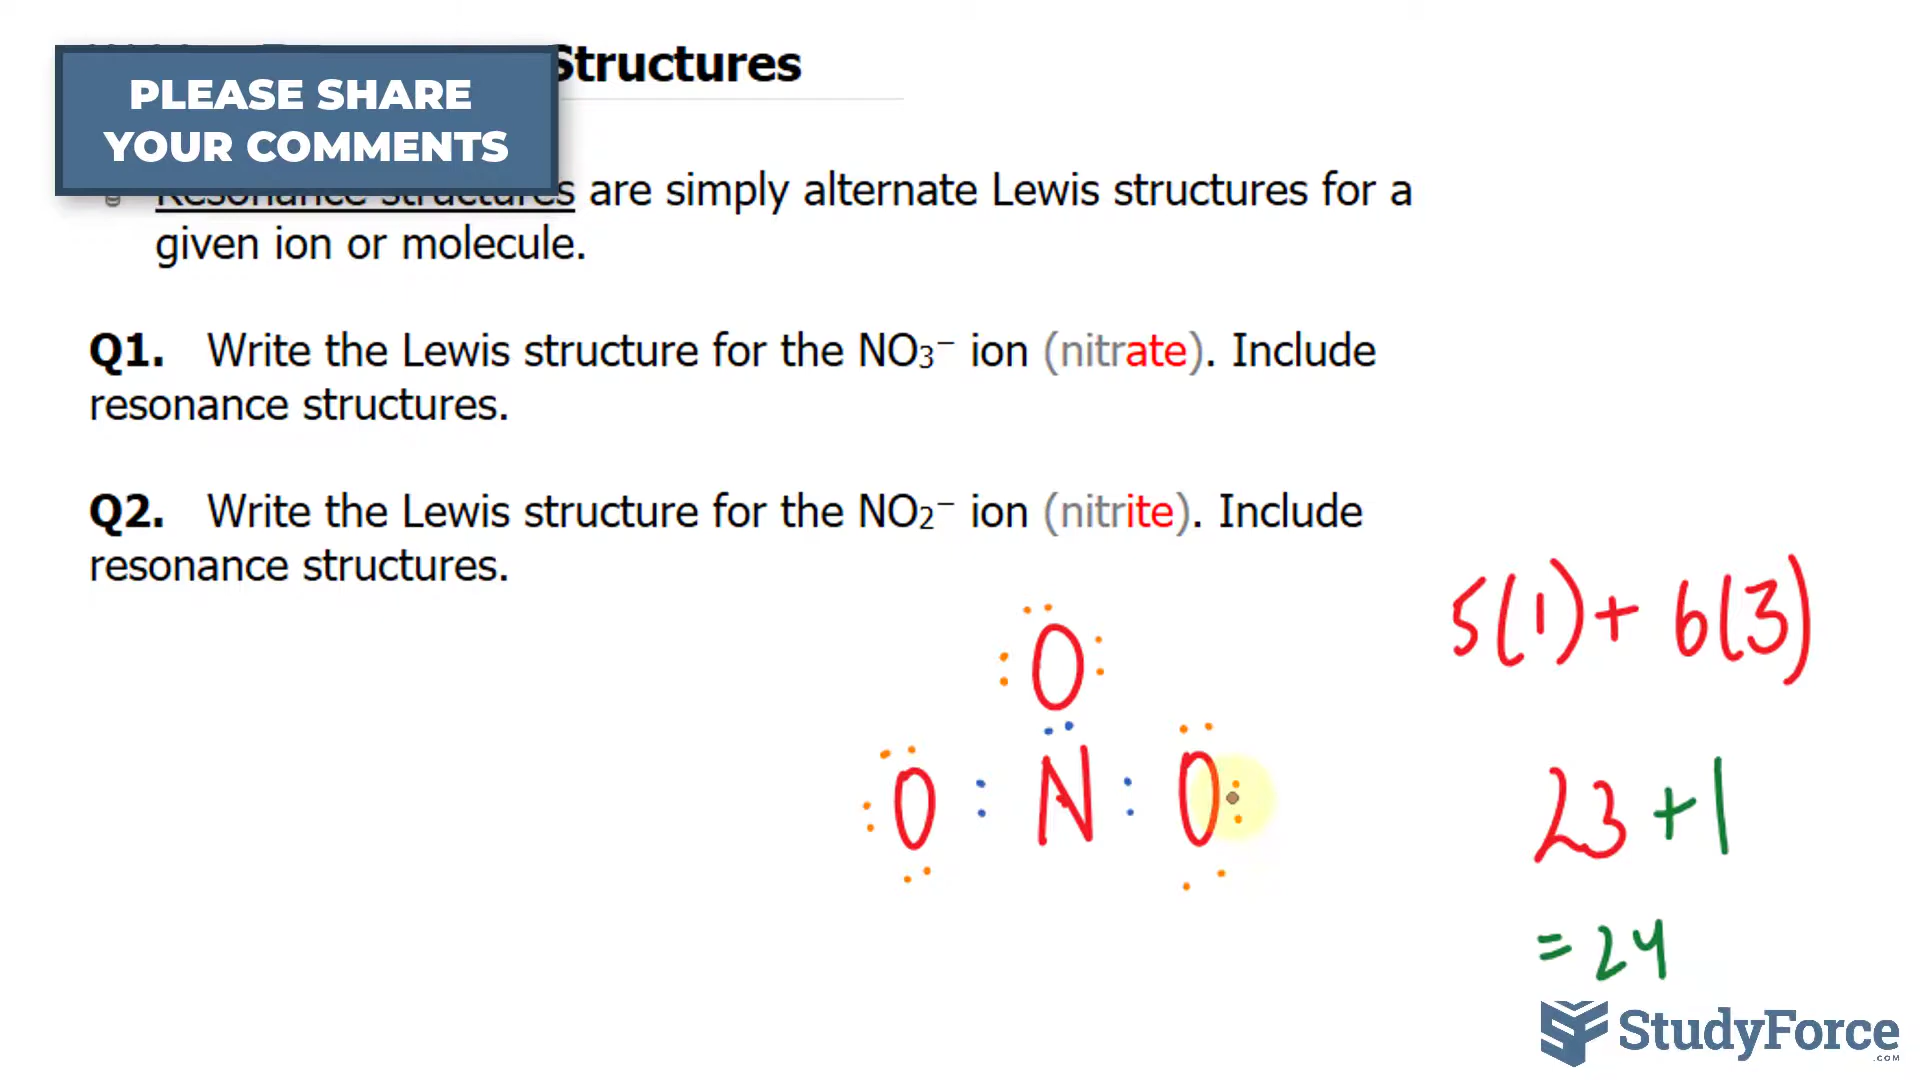 Structures
PLEASE SHARE
YOUR COMMENTS
Resonance structures are simply alternate Lewis structures for a
given ion or molecule.
Q1. Write the Lewis structure for the NO₃⁻ ion (nitrate). Include
resonance structures.
Q2. Write the Lewis structure for the NO₂⁻ ion (nitrite). Include
resonance structures.
5(1)+ 6(3)
O
O : N : O
23 +1
= 24
StudyForce
.COM